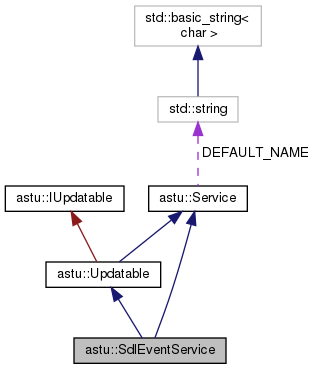 std::basic_string<
char >
std::string
DEFAULT_NAME
astu::IUpdatable
astu::Service
astu::Updatable
astu::SdlEventService